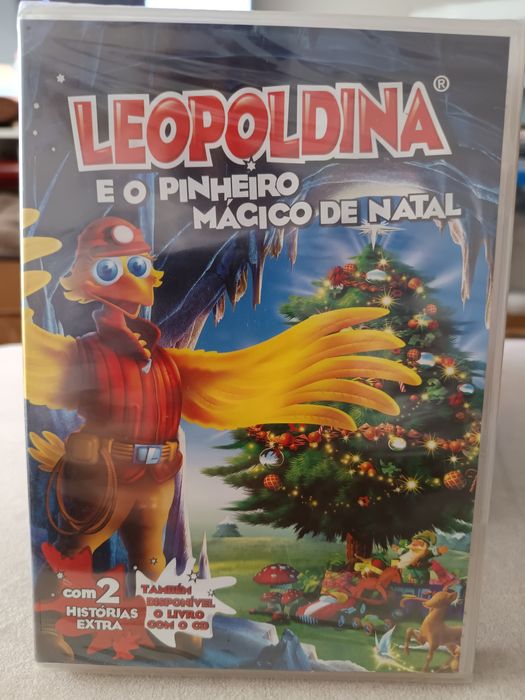 LEOPOLDINA®
E O PINHEIRO
MÁGICO DE NATAL
com 2
HISTÓRIAS
EXTRA
TAMBÉM
DISPONÍVEL
O LIVRO
COM O CD